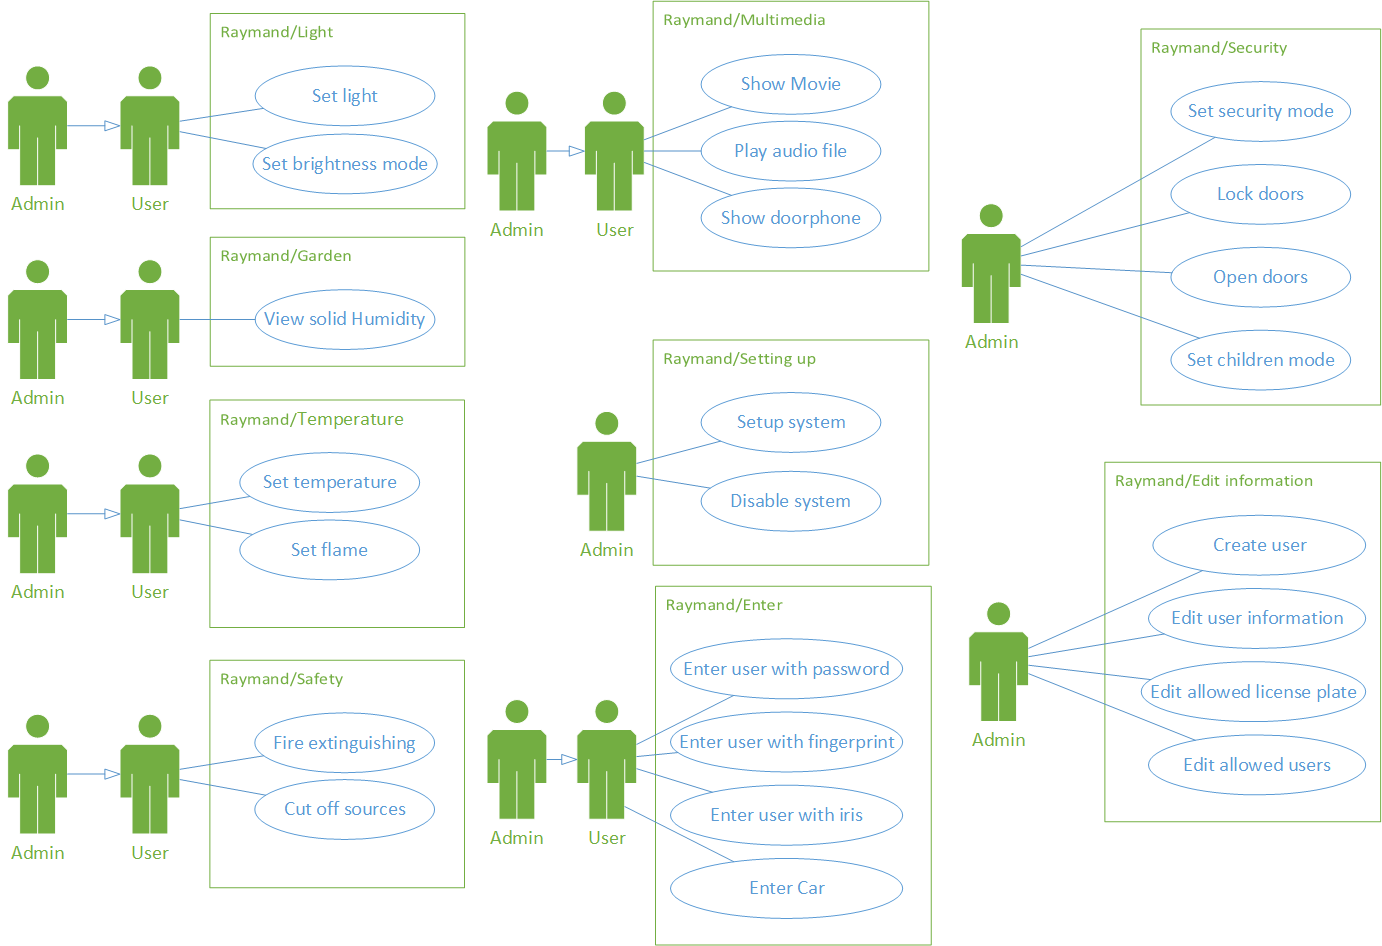 Raymand/Light
Set light
Set brightness mode
Admin
User
Raymand/Garden
View solid Humidity
Admin
User
Raymand/Temperature
Set temperature
Set flame
Admin
User
Raymand/Safety
Fire extinguishing
Cut off sources
Admin
User
Raymand/Multimedia
Show Movie
Play audio file
Show doorphone
Admin
User
Raymand/Setting up
Setup system
Disable system
Admin
Raymand/Enter
Enter user with password
Enter user with fingerprint
Enter user with iris
Enter Car
Admin
User
Raymand/Security
Set security mode
Lock doors
Open doors
Set children mode
Admin
Raymand/Edit information
Create user
Edit user information
Edit allowed license plate
Edit allowed users
Admin